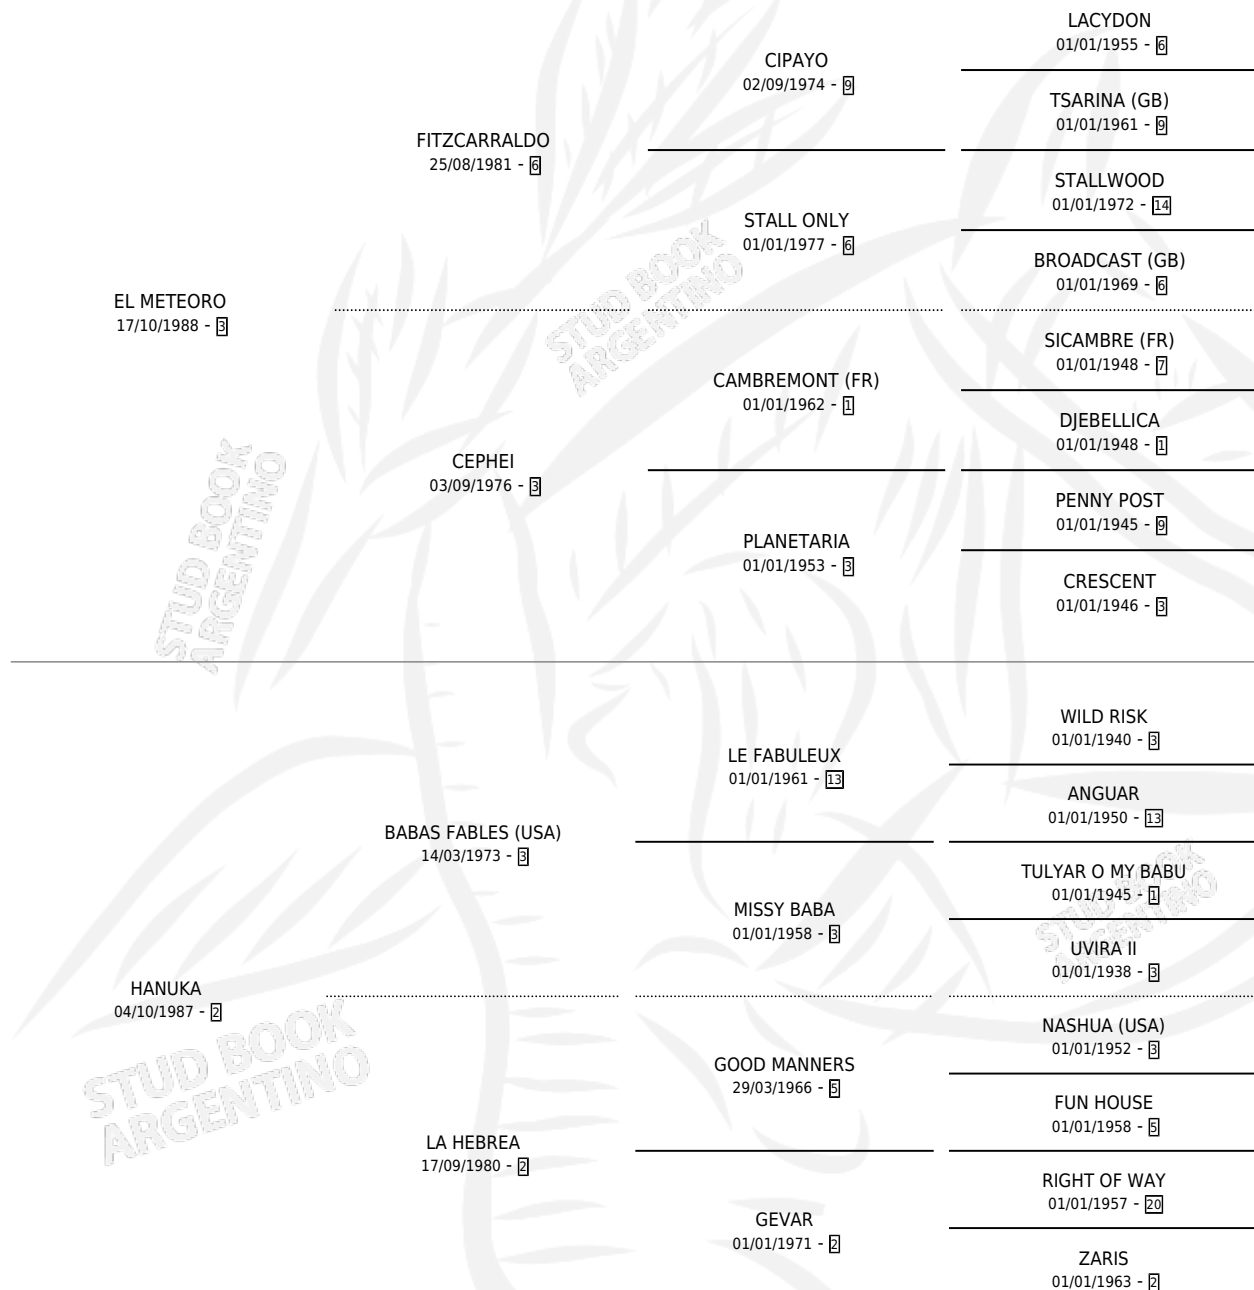 LACYDON
01/01/1955 - 6
CIPAYO
02/09/1974 - 9
TSARINA (GB)
01/01/1961 - 9
FITZCARRALDO
25/08/1981 - 6
STALLWOOD
01/01/1972 - 14
STALL ONLY
01/01/1977 - 6
BROADCAST (GB)
01/01/1969 - 6
EL METEORO
17/10/1988 - 3
STUD BOOK
ARGENTINO
SICAMBRE (FR)
01/01/1948 - 7
CAMBREMONT (FR)
01/01/1962 - 1
DJEBELLICA
01/01/1948 - 1
CEPHEI
03/09/1976 - 3
PENNY POST
01/01/1945 - 9
PLANETARIA
01/01/1953 - 3
CRESCENT
01/01/1946 - 3
STUD BOOK
ARGENTINO
WILD RISK
01/01/1940 - 3
LE FABULEUX
01/01/1961 - 13
ANGUAR
01/01/1950 - 13
BABAS FABLES (USA)
14/03/1973 - 3
TULYAR O MY BABU
01/01/1945 - 1
MISSY BABA
01/01/1958 - 3
UVIRA II
01/01/1938 - 3
STUD BOOK
ARGENTINO
HANUKA
04/10/1987 - 2
NASHUA (USA)
01/01/1952 - 3
GOOD MANNERS
29/03/1966 - 5
FUN HOUSE
01/01/1958 - 5
STUD BOOK
ARGENTINO
LA HEBREA
17/09/1980 - 2
RIGHT OF WAY
01/01/1957 - 20
GEVAR
01/01/1971 - 2
ZARIS
01/01/1963 - 2